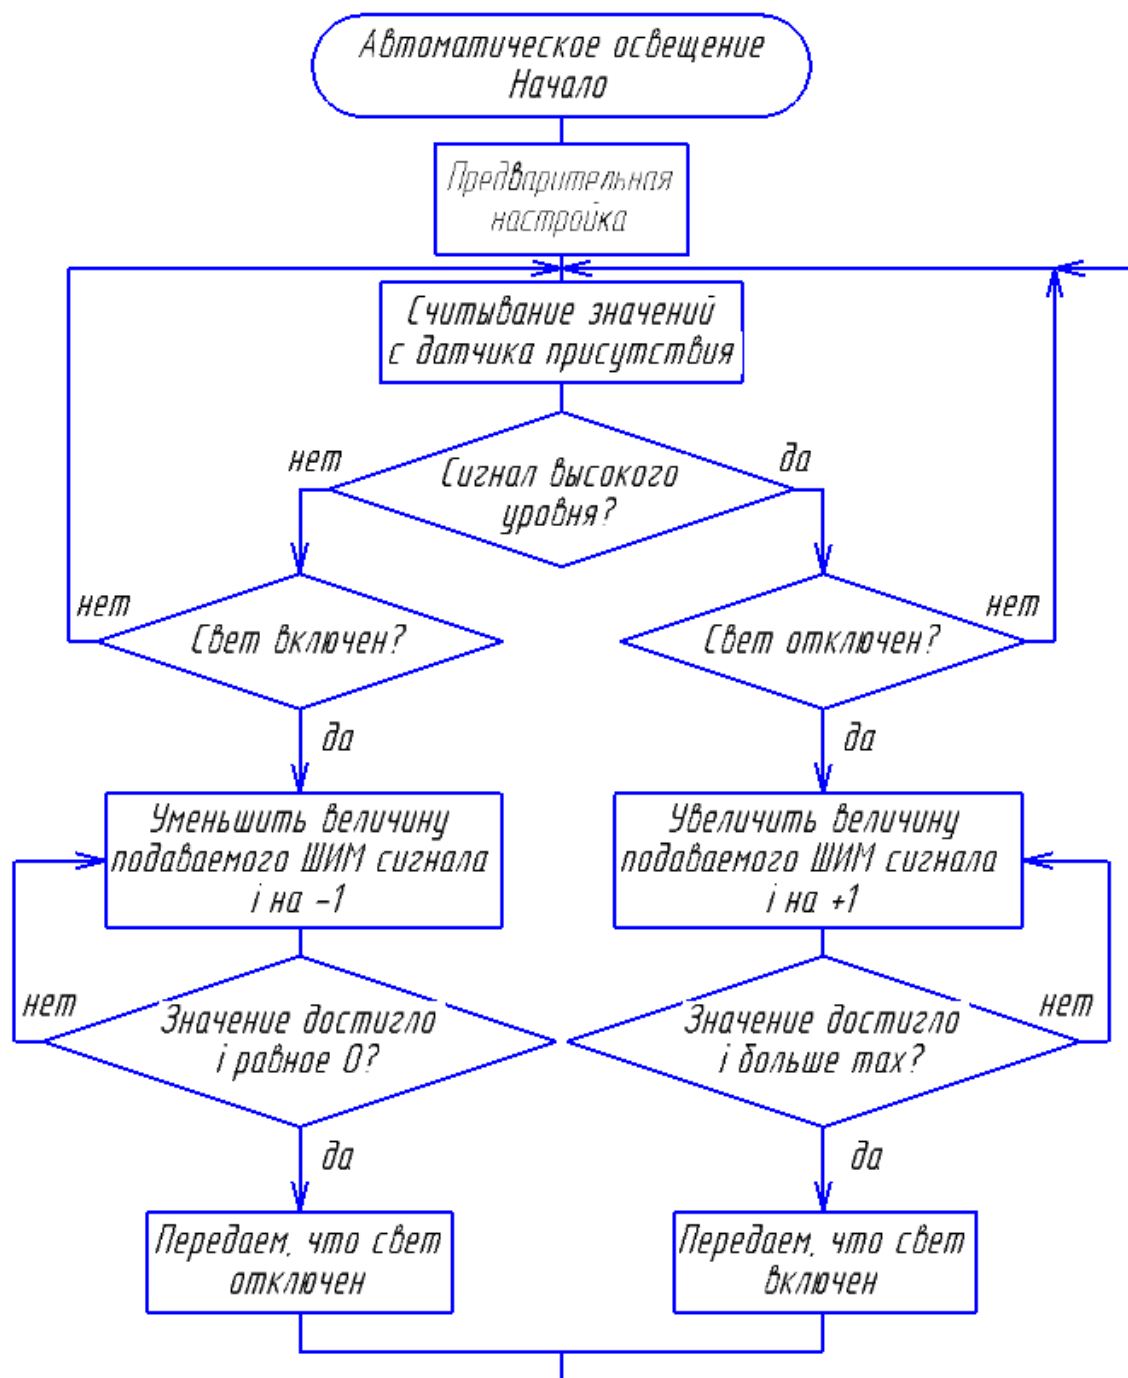 Автоматическое освещение
Начало
Предварительная
настройка
Считывание значений
с датчика присутствия
нет
да
Сигнал высокого
уровня?
нет
Свет включен?
Свет отключен?
нет
да
да
Уменьшить величину
подаваемого ШИМ сигнала
i на -1
Увеличить величину
подаваемого ШИМ сигнала
i на +1
нет
Значение достигло
i равное 0?
Значение достигло
i больше max?
нет
да
да
Передаем, что свет
отключен
Передаем, что свет
включен